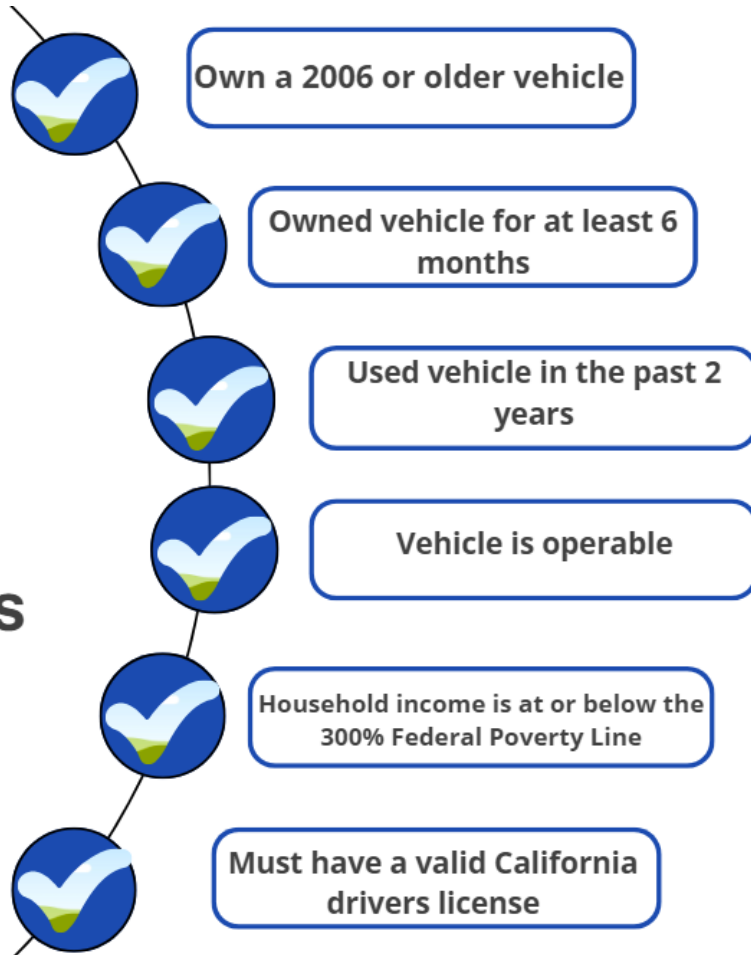 Own a 2006 or older vehicle
Owned vehicle for at least 6
months
Used vehicle in the past 2
years
Vehicle is operable
s
Household income is at or below the
300% Federal Poverty Line
Must have a valid California
drivers license